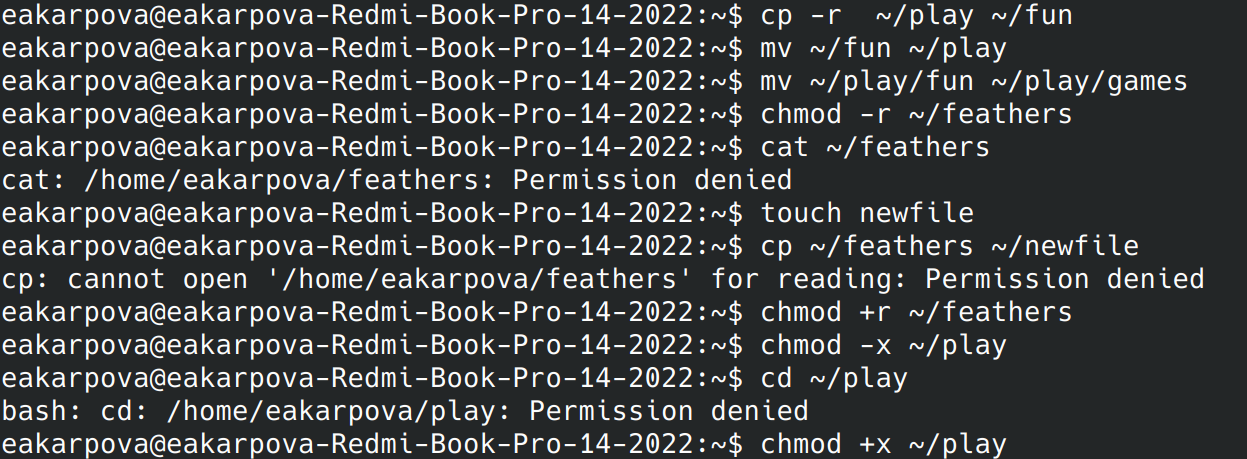 eakarpova@eakarpova-Redmi-Book-Pro-14-2022:~$ cp -r  ~/play ~/fun
eakarpova@eakarpova-Redmi-Book-Pro-14-2022:~$ mv ~/fun ~/play
eakarpova@eakarpova-Redmi-Book-Pro-14-2022:~$ mv ~/play/fun ~/play/games
eakarpova@eakarpova-Redmi-Book-Pro-14-2022:~$ chmod -r ~/feathers
eakarpova@eakarpova-Redmi-Book-Pro-14-2022:~$ cat ~/feathers
cat: /home/eakarpova/feathers: Permission denied
eakarpova@eakarpova-Redmi-Book-Pro-14-2022:~$ touch newfile
eakarpova@eakarpova-Redmi-Book-Pro-14-2022:~$ cp ~/feathers ~/newfile
cp: cannot open '/home/eakarpova/feathers' for reading: Permission denied
eakarpova@eakarpova-Redmi-Book-Pro-14-2022:~$ chmod +r ~/feathers
eakarpova@eakarpova-Redmi-Book-Pro-14-2022:~$ chmod -x ~/play
eakarpova@eakarpova-Redmi-Book-Pro-14-2022:~$ cd ~/play
bash: cd: /home/eakarpova/play: Permission denied
eakarpova@eakarpova-Redmi-Book-Pro-14-2022:~$ chmod +x ~/play